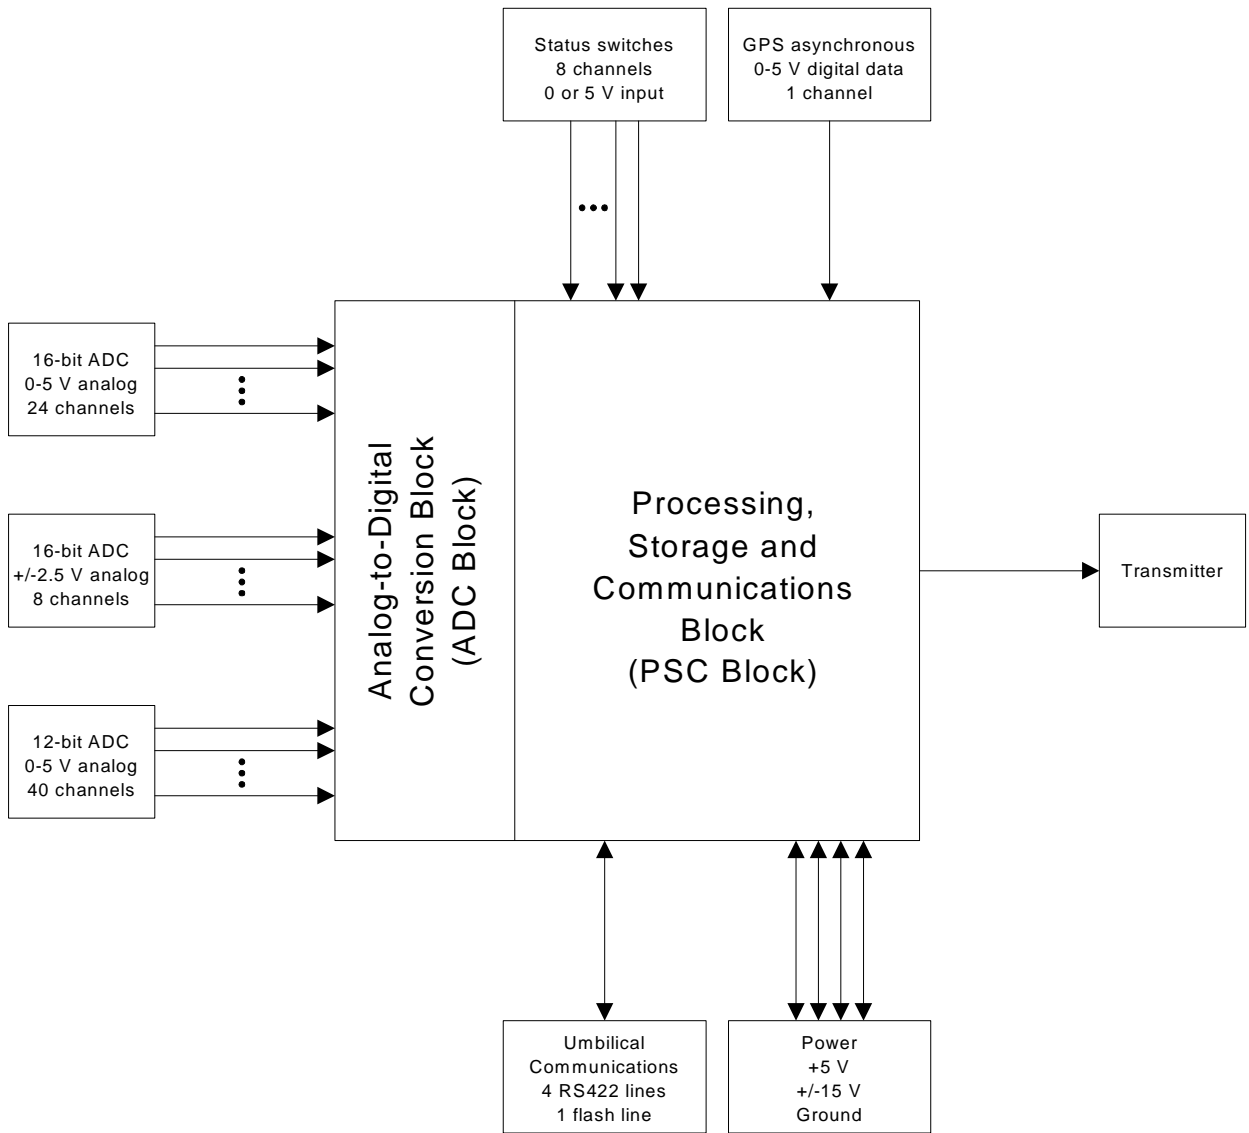 Status switches
8 channels
0 or 5 V input
GPS asynchronous
0-5 V digital data
1 channel
16-bit ADC
0-5 V analog
24 channels
16-bit ADC
+/-2.5 V analog
8 channels
12-bit ADC
0-5 V analog
40 channels
Analog-to-Digital
Conversion Block
(ADC Block)
Processing,
Storage and
Communications
Block
(PSC Block)
Transmitter
Umbilical
Communications
4 RS422 lines
1 flash line
Power
+5 V
+/-15 V
Ground